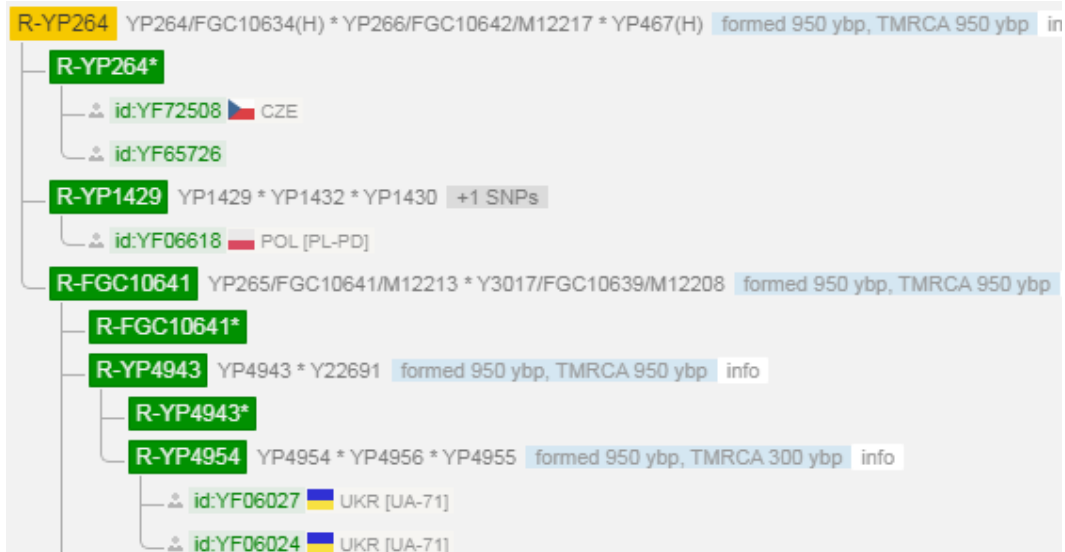 R-YP264 YP264/FGC10634(H) * YP266/FGC10642/M12217 * YP467(H) formed 950 ybp, TMRCA 950 ybp in
R-YP264*
id:YF72508 CZE
id:YF65726
R-YP1429 YP1429 * YP1432 * YP1430 +1 SNPs
id:YF06618 POL [PL-PD]
R-FGC10641 YP265/FGC10641/M12213 * Y3017/FGC10639/M12208 formed 950 ybp, TMRCA 950 ybp
R-FGC10641*
R-YP4943 YP4943 * Y22691 formed 950 ybp, TMRCA 950 ybp info
R-YP4943*
R-YP4954 YP4954 * YP4956 * YP4955 formed 950 ybp, TMRCA 300 ybp info
id:YF06027 UKR [UA-71]
id:YF06024 UKR [UA-71]